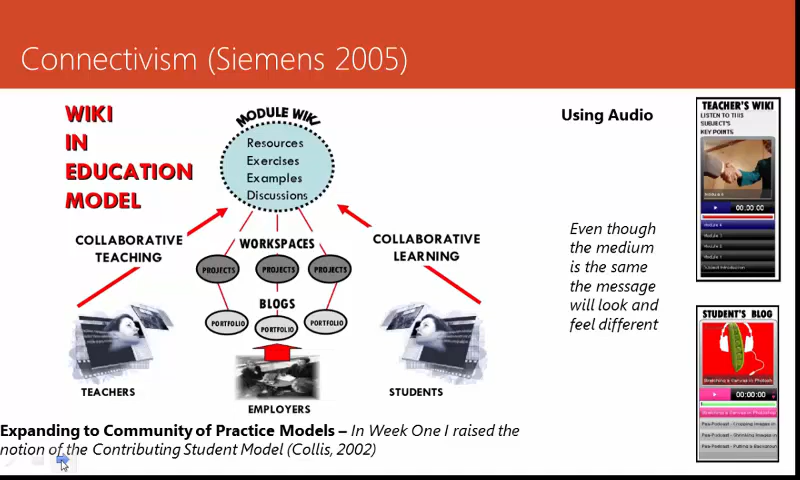 Connectivism (Siemens 2005)
WIKI
IN
EDUCATION
MODEL
MODULE WIKI
Resources
Exercises
Examples
Discussions
COLLABORATIVE
TEACHING
COLLABORATIVE
LEARNING
WORKSPACES
PROJECTS PROJECTS PROJECTS
BLOGS
PORTFOLIO PORTFOLIO PORTFOLIO
TEACHERS
STUDENTS
EMPLOYERS
Using Audio
Even though
the medium
is the same
the message
will look and
feel different
TEACHER'S WIKI
LISTEN TO THIS
SUBJECT'S
KEY POINTS
00:00:00
STUDENT'S BLOG
00:00:00
Expanding to Community of Practice Models – In Week One I raised the
notion of the Contributing Student Model (Collis, 2002)